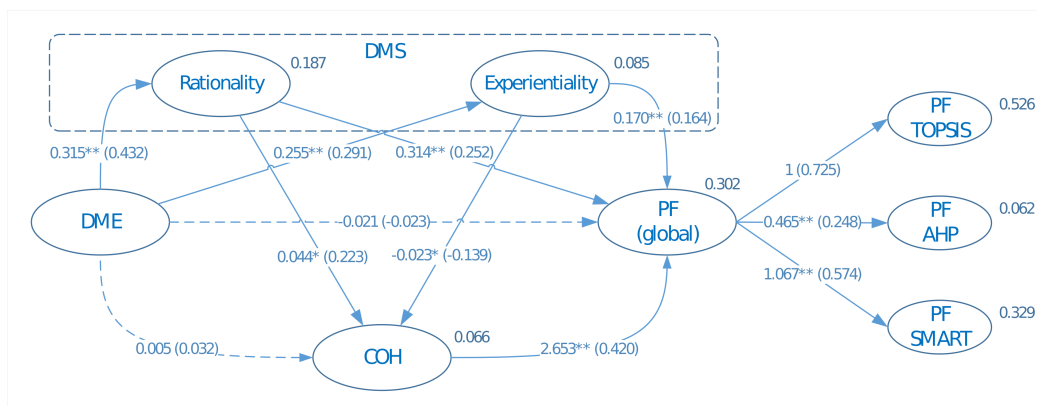 DMS
Rationality
0.187
Experientiality
0.085
0.170** (0.164)
PF
TOPSIS
0.526
0.315** (0.432)
0.255** (0.291)
0.314** (0.252)
1 (0.725)
DME
-0.021 (-0.023)
0.302
PF
(global)
0.465** (0.248)
PF
AHP
0.062
0.044* (0.223)
-0.023* (-0.139)
1.067** (0.574)
PF
SMART
0.329
0.005 (0.032)
COH
0.066
2.653** (0.420)